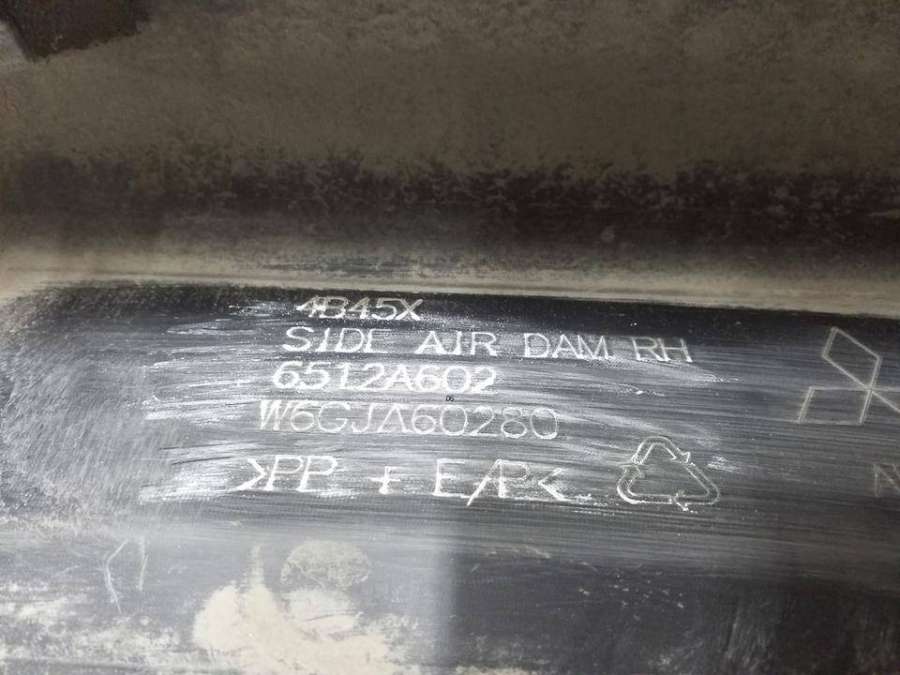 4B45X
SIDE AIR DAM RH
6512A602
W6GJA60280
>PP + E/P<